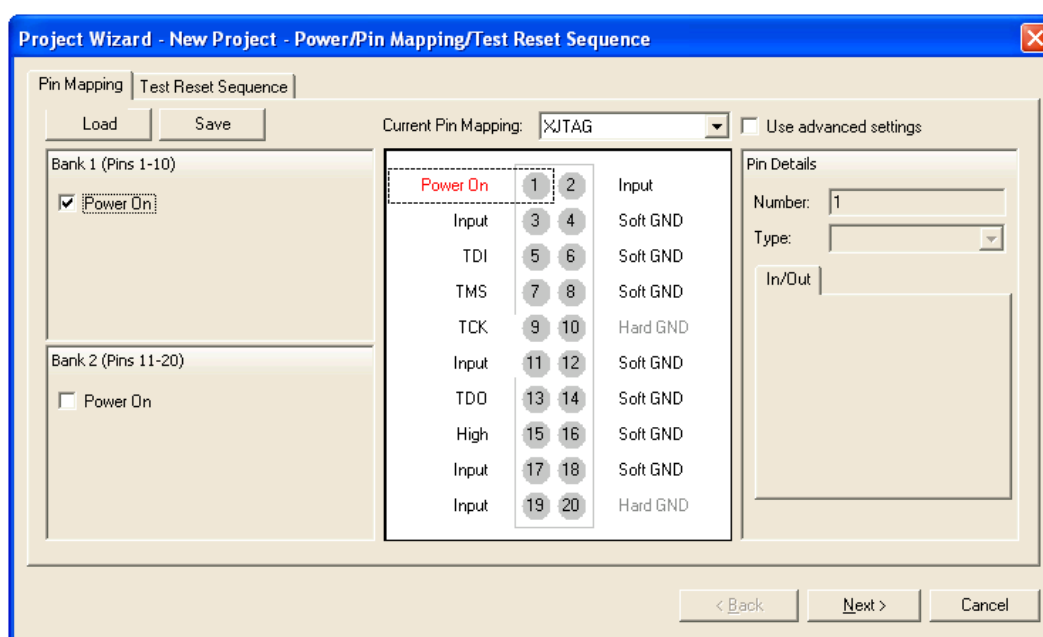 Project Wizard - New Project - Power/Pin Mapping/Test Reset Sequence
Pin Mapping
Test Reset Sequence
Load
Save
Current Pin Mapping:
XJTAG
Use advanced settings
Bank 1 (Pins 1-10)
Power On
Bank 2 (Pins 11-20)
Power On
Power On 1 2 Input
Input 3 4 Soft GND
TDI 5 6 Soft GND
TMS 7 8 Soft GND
TCK 9 10 Hard GND
Input 11 12 Soft GND
TDO 13 14 Soft GND
High 15 16 Soft GND
Input 17 18 Soft GND
Input 19 20 Hard GND
Pin Details
Number: 1
Type:
In/Out
< Back
Next >
Cancel